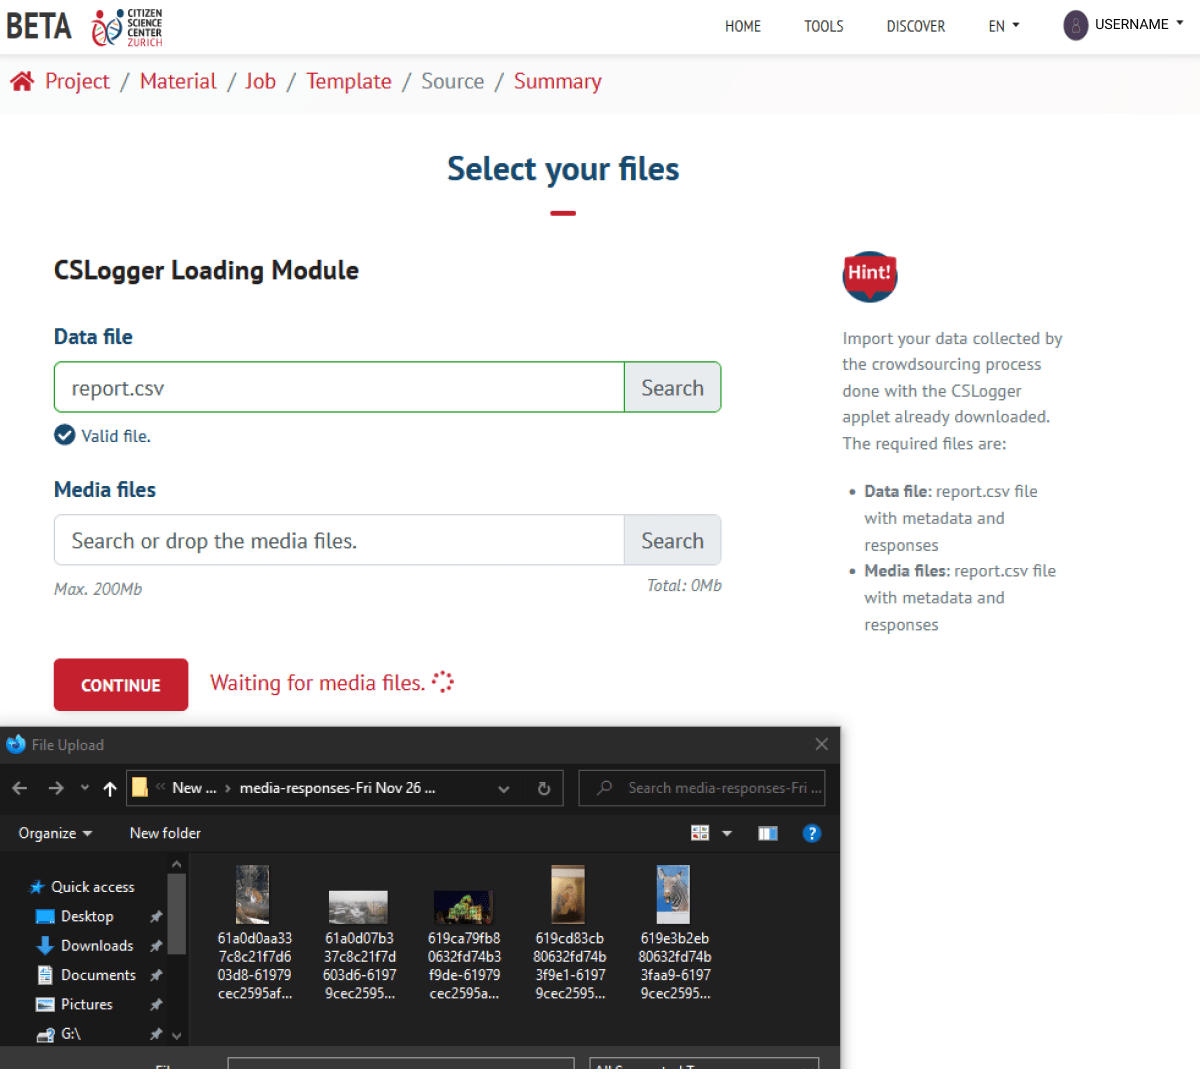 BETA
CITIZEN
SCIENCE
CENTER
ZURICH
HOME
TOOLS
DISCOVER
EN
USERNAME
Project / Material / Job / Template / Source / Summary
Select your files
CSLogger Loading Module
Data file
report.csv
Search
Valid file.
Media files
Search or drop the media files.
Search
Max. 200Mb
Total: 0Mb
CONTINUE
Waiting for media files.
Hint!
Import your data collected by
the crowdsourcing process
done with the CSLogger
applet already downloaded.
The required files are:
• Data file: report.csv file
with metadata and
responses
• Media files: report.csv file
with metadata and
responses
File Upload
« New ... › media-responses-Fri Nov 26 ...
Search media-responses-Fri ...
Organize
New folder
?
Quick access
Desktop
Downloads
Documents
Pictures
G:\
61a0d0aa33
7c8c21f7d6
03d8-61979
cec2595af...
61a0d07b3
37c8c21f7d
603d6-6197
9cec2595...
619ca79fb8
0632fd74b3
f9de-61979
cec2595a...
619cd83cb
80632fd74b
3f9e1-6197
9cec2595...
619e3b2eb
80632fd74b
3faa9-6197
9cec2595...